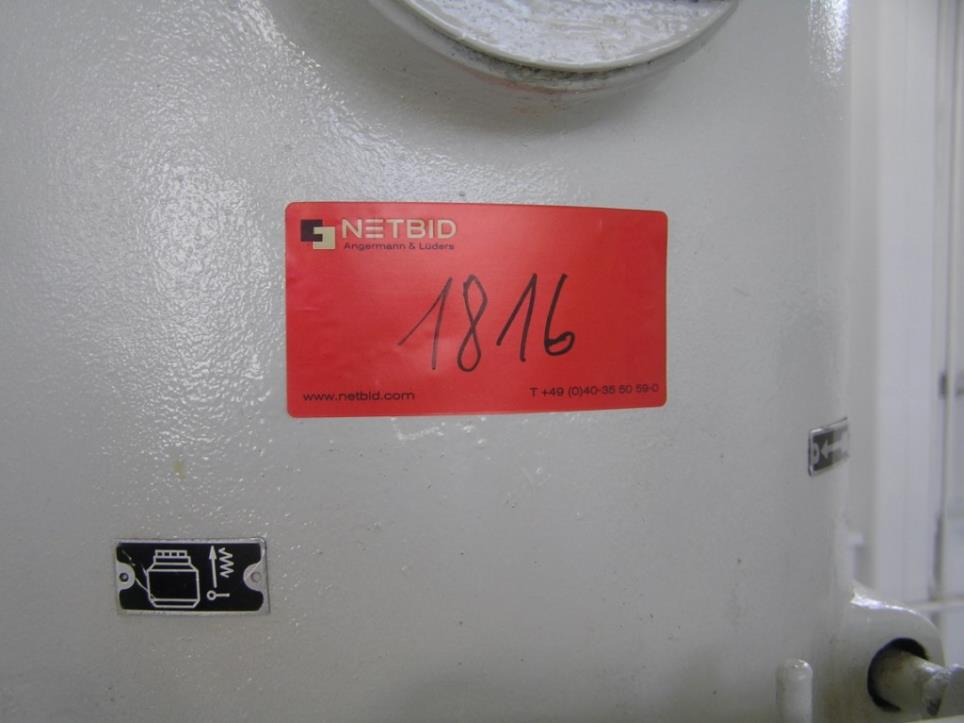 NETBID
Angermann & Lüders
1816
www.netbid.com
T +49 (0)40-35 50 59-0